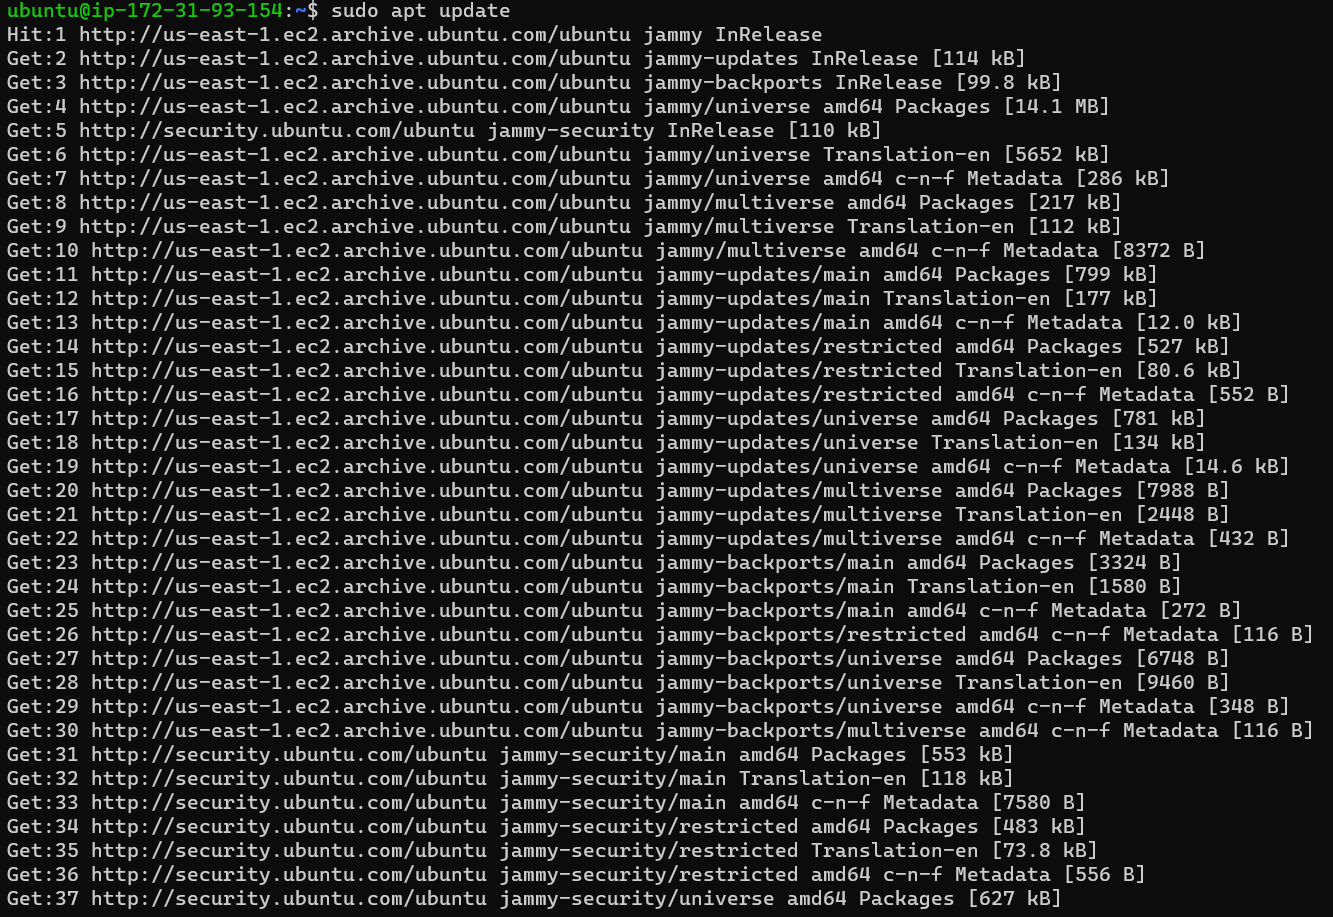 ubuntu@ip-172-31-93-154:~$ sudo apt update
Hit:1 http://us-east-1.ec2.archive.ubuntu.com/ubuntu jammy InRelease
Get:2 http://us-east-1.ec2.archive.ubuntu.com/ubuntu jammy-updates InRelease [114 kB]
Get:3 http://us-east-1.ec2.archive.ubuntu.com/ubuntu jammy-backports InRelease [99.8 kB]
Get:4 http://us-east-1.ec2.archive.ubuntu.com/ubuntu jammy/universe amd64 Packages [14.1 MB]
Get:5 http://security.ubuntu.com/ubuntu jammy-security InRelease [110 kB]
Get:6 http://us-east-1.ec2.archive.ubuntu.com/ubuntu jammy/universe Translation-en [5652 kB]
Get:7 http://us-east-1.ec2.archive.ubuntu.com/ubuntu jammy/universe amd64 c-n-f Metadata [286 kB]
Get:8 http://us-east-1.ec2.archive.ubuntu.com/ubuntu jammy/multiverse amd64 Packages [217 kB]
Get:9 http://us-east-1.ec2.archive.ubuntu.com/ubuntu jammy/multiverse Translation-en [112 kB]
Get:10 http://us-east-1.ec2.archive.ubuntu.com/ubuntu jammy/multiverse amd64 c-n-f Metadata [8372 B]
Get:11 http://us-east-1.ec2.archive.ubuntu.com/ubuntu jammy-updates/main amd64 Packages [799 kB]
Get:12 http://us-east-1.ec2.archive.ubuntu.com/ubuntu jammy-updates/main Translation-en [177 kB]
Get:13 http://us-east-1.ec2.archive.ubuntu.com/ubuntu jammy-updates/main amd64 c-n-f Metadata [12.0 kB]
Get:14 http://us-east-1.ec2.archive.ubuntu.com/ubuntu jammy-updates/restricted amd64 Packages [527 kB]
Get:15 http://us-east-1.ec2.archive.ubuntu.com/ubuntu jammy-updates/restricted Translation-en [80.6 kB]
Get:16 http://us-east-1.ec2.archive.ubuntu.com/ubuntu jammy-updates/restricted amd64 c-n-f Metadata [552 B]
Get:17 http://us-east-1.ec2.archive.ubuntu.com/ubuntu jammy-updates/universe amd64 Packages [781 kB]
Get:18 http://us-east-1.ec2.archive.ubuntu.com/ubuntu jammy-updates/universe Translation-en [134 kB]
Get:19 http://us-east-1.ec2.archive.ubuntu.com/ubuntu jammy-updates/universe amd64 c-n-f Metadata [14.6 kB]
Get:20 http://us-east-1.ec2.archive.ubuntu.com/ubuntu jammy-updates/multiverse amd64 Packages [7988 B]
Get:21 http://us-east-1.ec2.archive.ubuntu.com/ubuntu jammy-updates/multiverse Translation-en [2448 B]
Get:22 http://us-east-1.ec2.archive.ubuntu.com/ubuntu jammy-updates/multiverse amd64 c-n-f Metadata [432 B]
Get:23 http://us-east-1.ec2.archive.ubuntu.com/ubuntu jammy-backports/main amd64 Packages [3324 B]
Get:24 http://us-east-1.ec2.archive.ubuntu.com/ubuntu jammy-backports/main Translation-en [1580 B]
Get:25 http://us-east-1.ec2.archive.ubuntu.com/ubuntu jammy-backports/main amd64 c-n-f Metadata [272 B]
Get:26 http://us-east-1.ec2.archive.ubuntu.com/ubuntu jammy-backports/restricted amd64 c-n-f Metadata [116 B]
Get:27 http://us-east-1.ec2.archive.ubuntu.com/ubuntu jammy-backports/universe amd64 Packages [6748 B]
Get:28 http://us-east-1.ec2.archive.ubuntu.com/ubuntu jammy-backports/universe Translation-en [9460 B]
Get:29 http://us-east-1.ec2.archive.ubuntu.com/ubuntu jammy-backports/universe amd64 c-n-f Metadata [348 B]
Get:30 http://us-east-1.ec2.archive.ubuntu.com/ubuntu jammy-backports/multiverse amd64 c-n-f Metadata [116 B]
Get:31 http://security.ubuntu.com/ubuntu jammy-security/main amd64 Packages [553 kB]
Get:32 http://security.ubuntu.com/ubuntu jammy-security/main Translation-en [118 kB]
Get:33 http://security.ubuntu.com/ubuntu jammy-security/main amd64 c-n-f Metadata [7580 B]
Get:34 http://security.ubuntu.com/ubuntu jammy-security/restricted amd64 Packages [483 kB]
Get:35 http://security.ubuntu.com/ubuntu jammy-security/restricted Translation-en [73.8 kB]
Get:36 http://security.ubuntu.com/ubuntu jammy-security/restricted amd64 c-n-f Metadata [556 B]
Get:37 http://security.ubuntu.com/ubuntu jammy-security/universe amd64 Packages [627 kB]